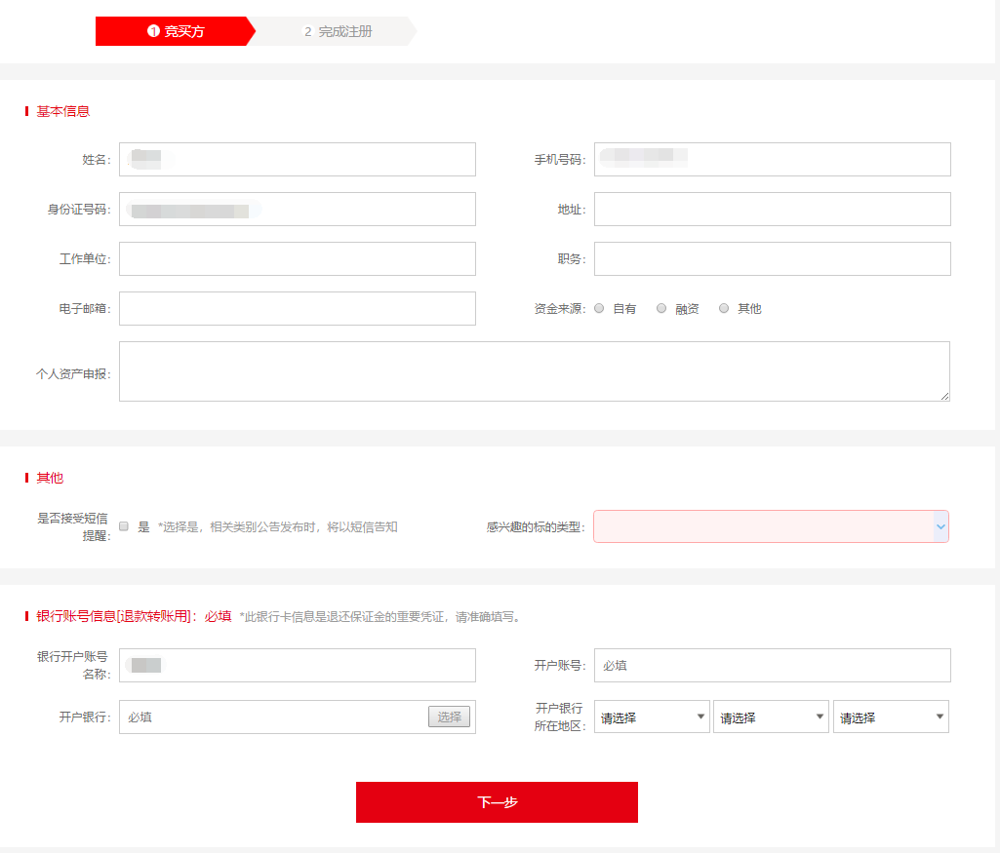 1 竞买方
2 完成注册
基本信息
姓名：
手机号码：
身份证号码：
地址：
工作单位：
职务：
电子邮箱：
资金来源： 自有 融资 其他
个人资产申报：
其他
是否接受短信
提醒：
是 *选择是，相关类别公告发布时，将以短信告知
感兴趣的标的类型：
银行账号信息[退款转账用]：必填 *此银行卡信息是退还保证金的重要凭证，请准确填写。
银行开户账号
名称：
开户账号： 必填
开户银行： 必填 选择
开户银行
所在地区：
请选择 请选择 请选择
下一步